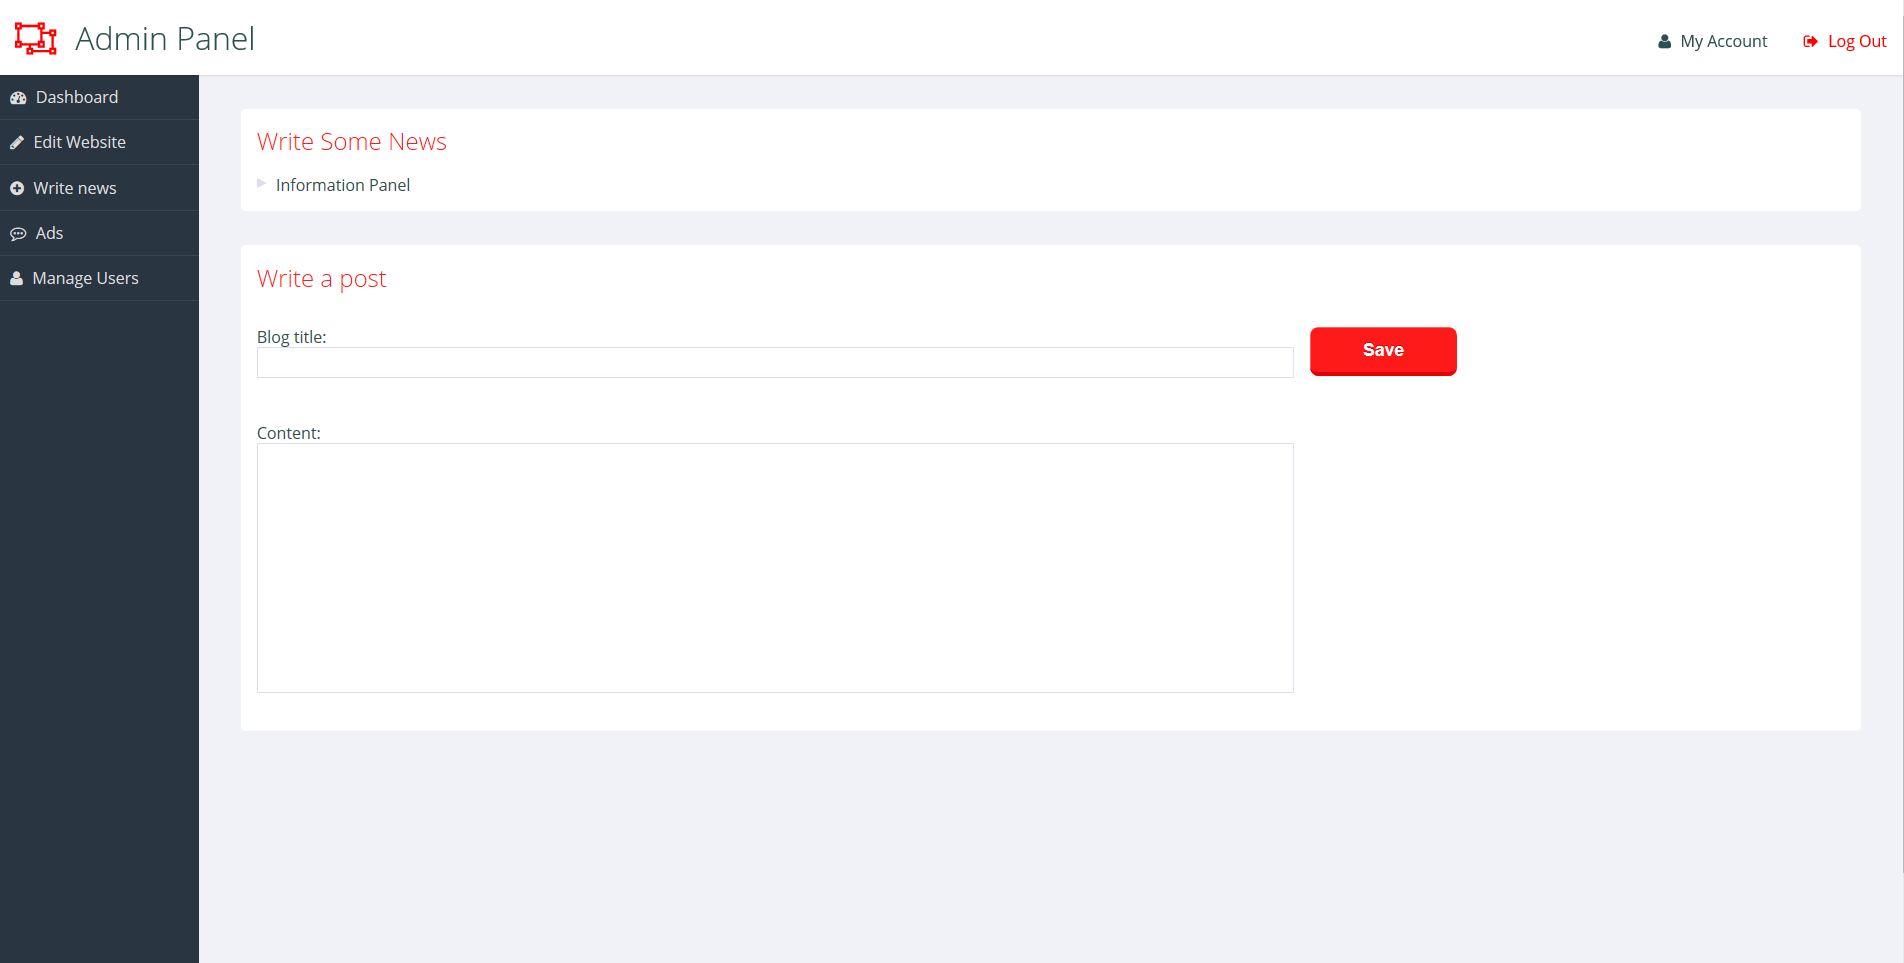 Admin Panel
My Account
Log Out
Dashboard
Edit Website
Write news
Ads
Manage Users
Write Some News
Information Panel
Write a post
Blog title:
Save
Content: